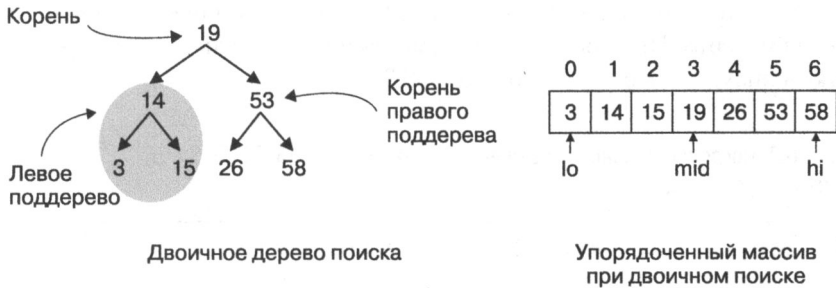 Корень
19
14
53
3
15
26
58
Левое
поддерево
Корень
правого
поддерева
Двоичное дерево поиска
0 1 2 3 4 5 6
3 14 15 19 26 53 58
lo mid hi
Упорядоченный массив
при двоичном поиске